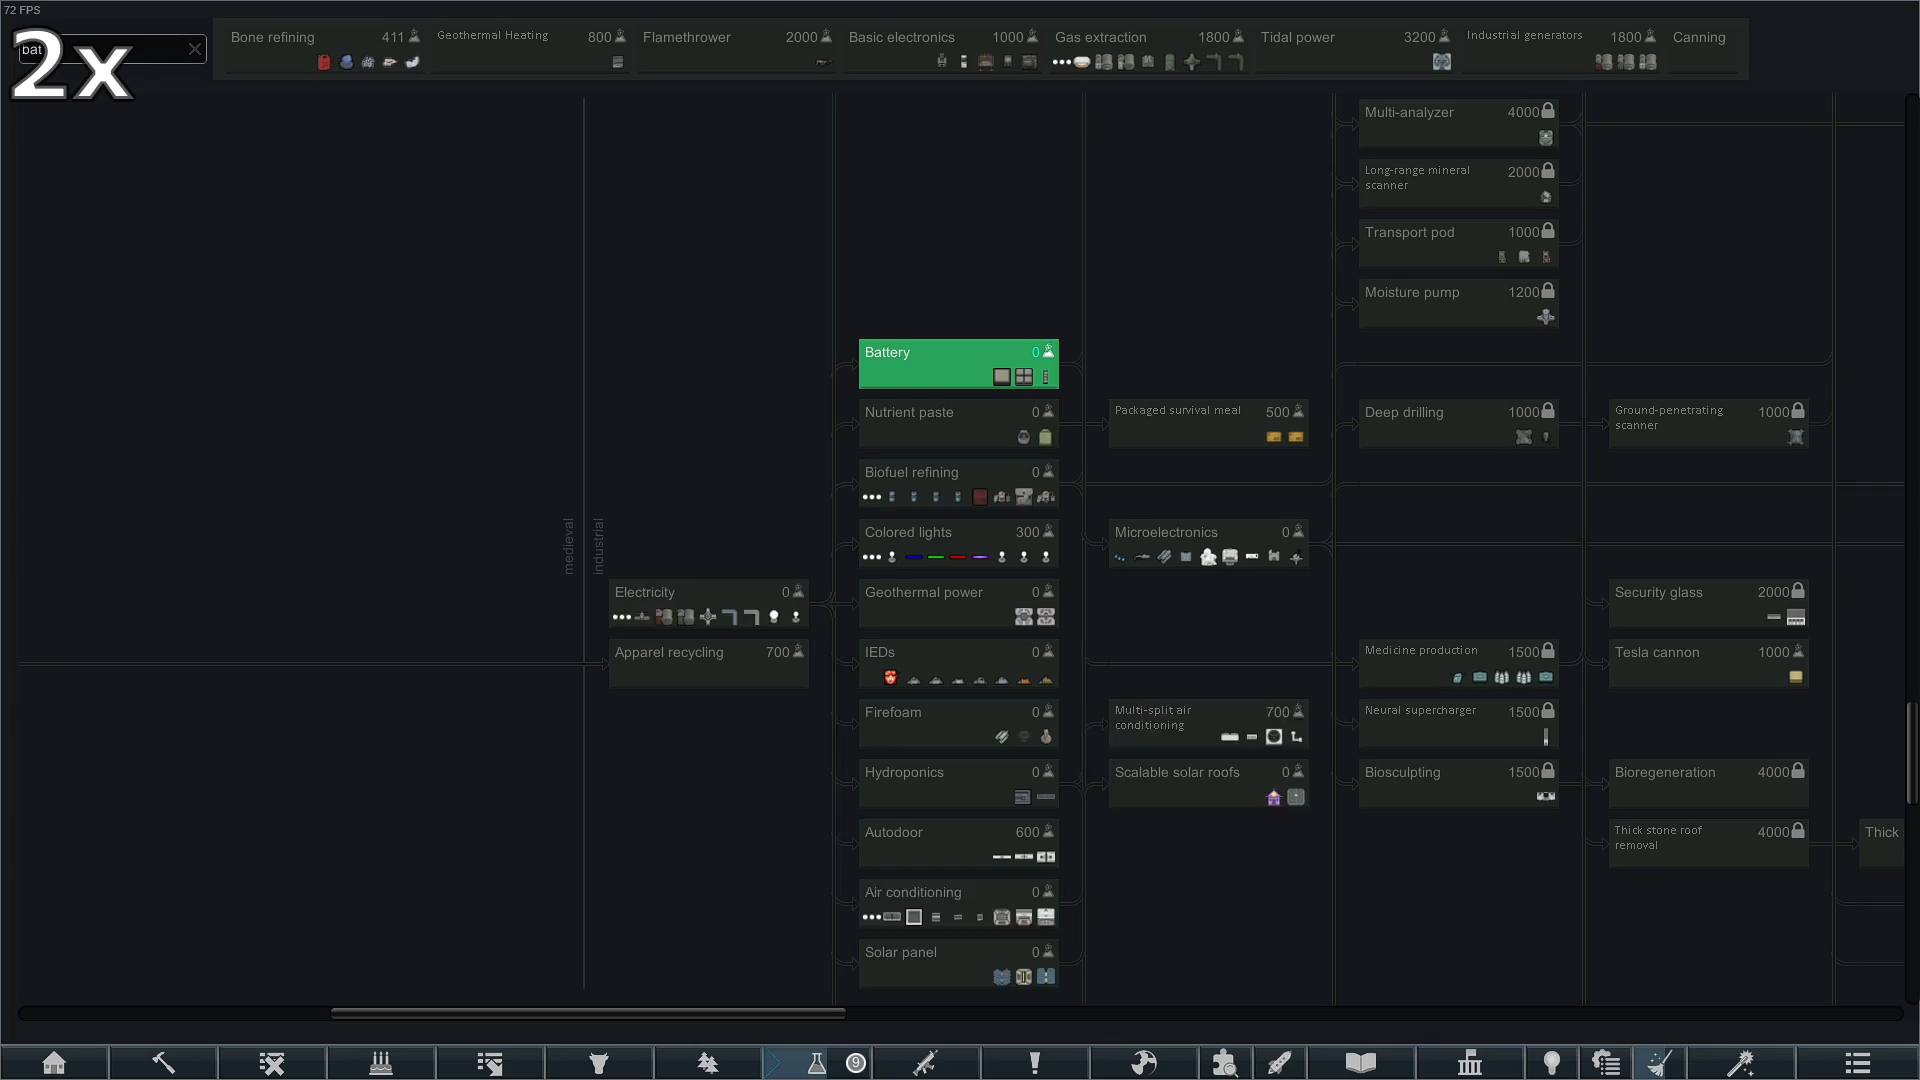 72 FPS
bat
2x
Bone refining 411
Geothermal Heating 800
Flamethrower 2000
Basic electronics 1000
Gas extraction 1800
Tidal power 3200
Industrial generators 1800
Canning
Multi-analyzer 4000
Long-range mineral
scanner 2000
Transport pod 1000
Moisture pump 1200
Battery 0
Nutrient paste 0
Packaged survival meal 500
Deep drilling 1000
Ground-penetrating
scanner 1000
Biofuel refining 0
medieval
industrial
Colored lights 300
Microelectronics 0
Electricity 0
Geothermal power 0
Security glass 2000
Apparel recycling 700
IEDs 0
Medicine production 1500
Tesla cannon 1000
Firefoam 0
Multi-split air
conditioning 700
Neural supercharger 1500
Hydroponics 0
Scalable solar roofs 0
Biosculpting 1500
Bioregeneration 4000
Autodoor 600
Thick stone roof
removal 4000
Thick
Air conditioning 0
Solar panel 0
9